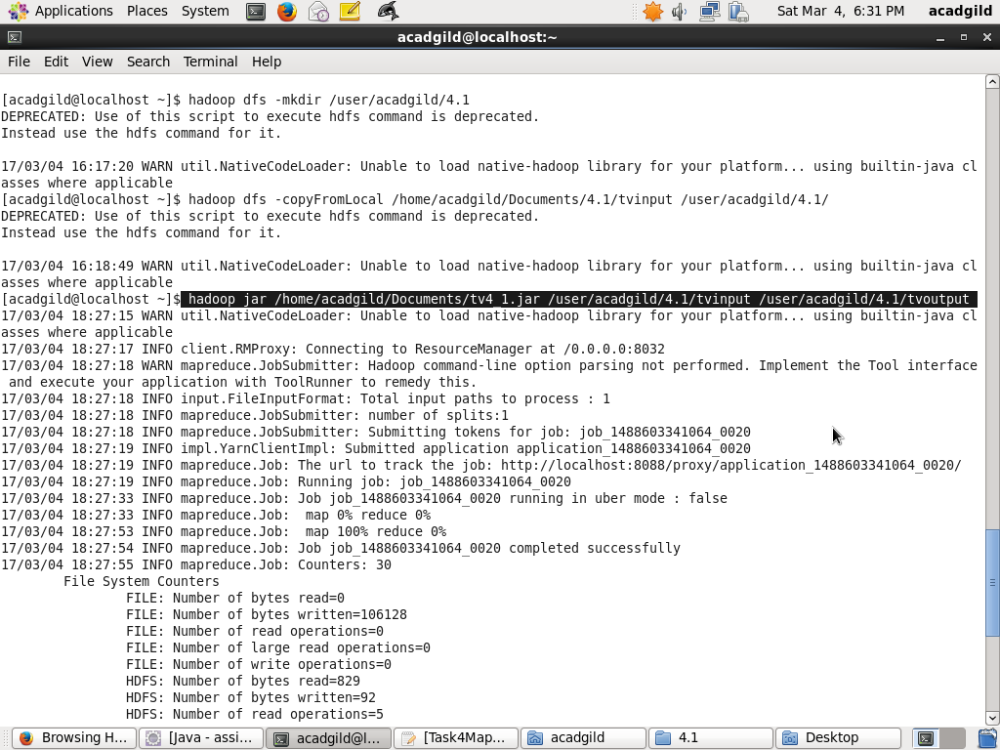 Applications Places System Sat Mar 4, 6:31 PM acadgild
acadgild@localhost:~
File Edit View Search Terminal Help
[acadgild@localhost ~]$ hadoop dfs -mkdir /user/acadgild/4.1
DEPRECATED: Use of this script to execute hdfs command is deprecated.
Instead use the hdfs command for it.
17/03/04 16:17:20 WARN util.NativeCodeLoader: Unable to load native-hadoop library for your platform... using builtin-java cl
asses where applicable
[acadgild@localhost ~]$ hadoop dfs -copyFromLocal /home/acadgild/Documents/4.1/tvinput /user/acadgild/4.1/
DEPRECATED: Use of this script to execute hdfs command is deprecated.
Instead use the hdfs command for it.
17/03/04 16:18:49 WARN util.NativeCodeLoader: Unable to load native-hadoop library for your platform... using builtin-java cl
asses where applicable
[acadgild@localhost ~]$ hadoop jar /home/acadgild/Documents/tv4_1.jar /user/acadgild/4.1/tvinput /user/acadgild/4.1/tvoutput
17/03/04 18:27:15 WARN util.NativeCodeLoader: Unable to load native-hadoop library for your platform... using builtin-java cl
asses where applicable
17/03/04 18:27:17 INFO client.RMProxy: Connecting to ResourceManager at /0.0.0.0:8032
17/03/04 18:27:18 WARN mapreduce.JobSubmitter: Hadoop command-line option parsing not performed. Implement the Tool interface
 and execute your application with ToolRunner to remedy this.
17/03/04 18:27:18 INFO input.FileInputFormat: Total input paths to process : 1
17/03/04 18:27:18 INFO mapreduce.JobSubmitter: number of splits:1
17/03/04 18:27:18 INFO mapreduce.JobSubmitter: Submitting tokens for job: job_1488603341064_0020
17/03/04 18:27:19 INFO impl.YarnClientImpl: Submitted application application_1488603341064_0020
17/03/04 18:27:19 INFO mapreduce.Job: The url to track the job: http://localhost:8088/proxy/application_1488603341064_0020/
17/03/04 18:27:19 INFO mapreduce.Job: Running job: job_1488603341064_0020
17/03/04 18:27:33 INFO mapreduce.Job: Job job_1488603341064_0020 running in uber mode : false
17/03/04 18:27:33 INFO mapreduce.Job:  map 0% reduce 0%
17/03/04 18:27:53 INFO mapreduce.Job:  map 100% reduce 0%
17/03/04 18:27:54 INFO mapreduce.Job: Job job_1488603341064_0020 completed successfully
17/03/04 18:27:55 INFO mapreduce.Job: Counters: 30
File System Counters
FILE: Number of bytes read=0
FILE: Number of bytes written=106128
FILE: Number of read operations=0
FILE: Number of large read operations=0
FILE: Number of write operations=0
HDFS: Number of bytes read=829
HDFS: Number of bytes written=92
HDFS: Number of read operations=5
Browsing H... [Java - assi... acadgild@l... [Task4Map... acadgild 4.1 Desktop